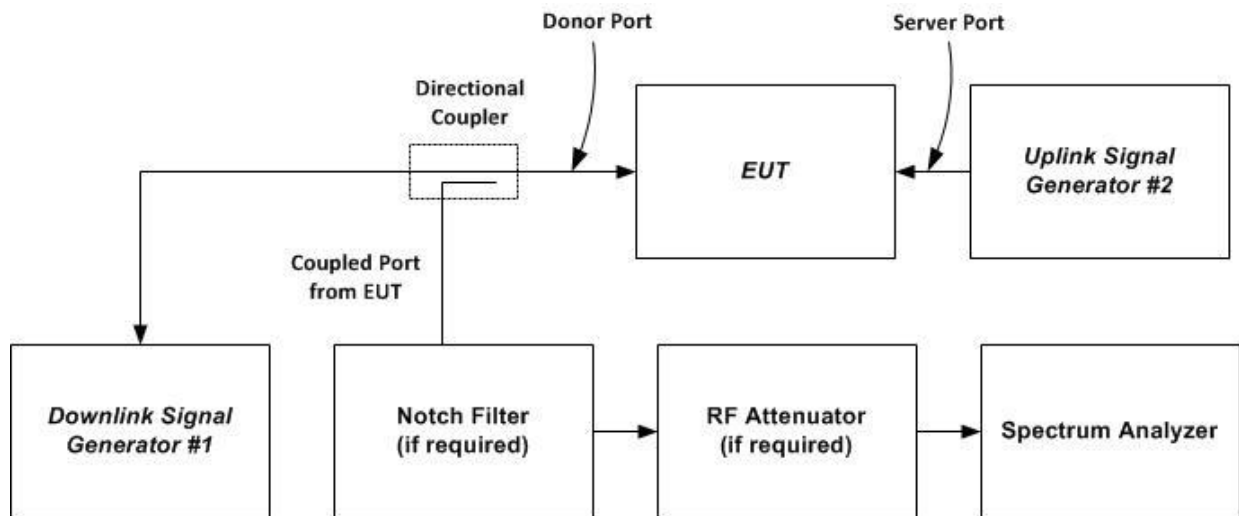 Donor Port
Server Port
Directional
Coupler
EUT
Uplink Signal
Generator #2
Coupled Port
from EUT
Downlink Signal
Generator #1
Notch Filter
(if required)
RF Attenuator
(if required)
Spectrum Analyzer